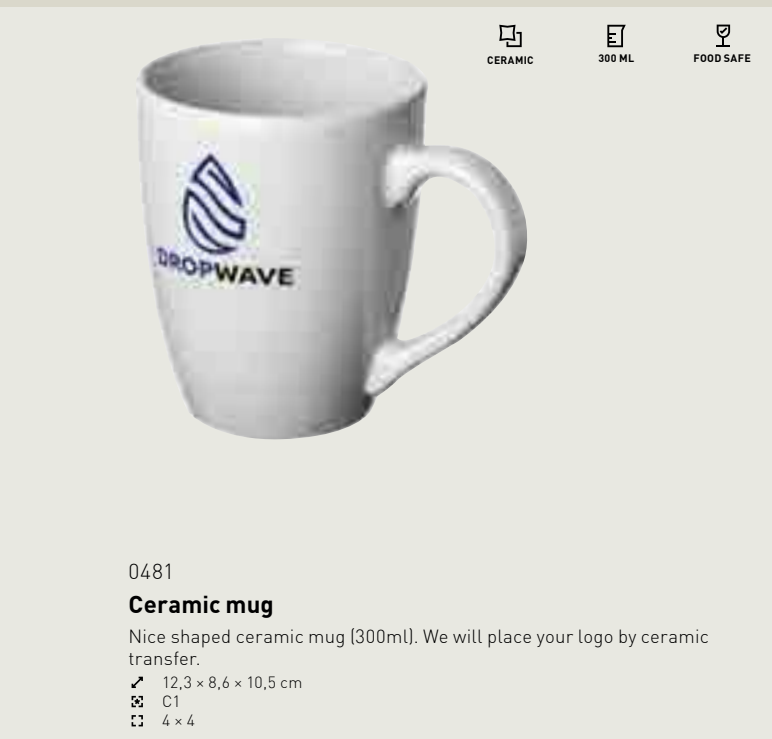 CERAMIC
300 ML
FOOD SAFE
DROPWAVE
0481
Ceramic mug
Nice shaped ceramic mug (300ml). We will place your logo by ceramic
transfer.
12,3 × 8,6 × 10,5 cm
C1
4 × 4